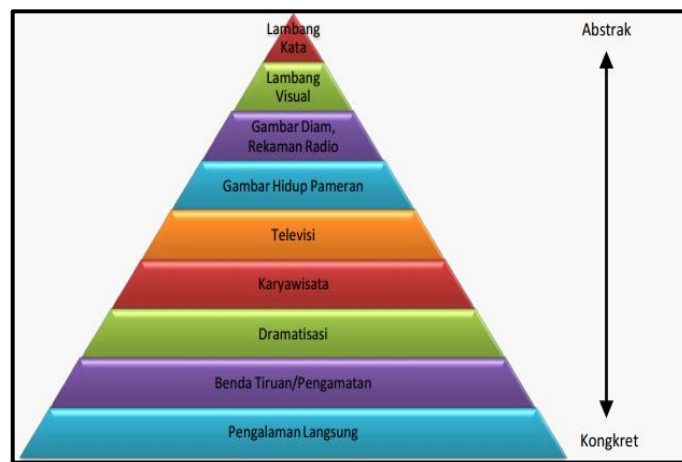 Lambang
Kata
Abstrak
Lambang
Visual
Gambar Diam,
Rekaman Radio
Gambar Hidup Pameran
Televisi
Karyawisata
Dramatisasi
Benda Tiruan/Pengamatan
Pengalaman Langsung
Kongkret